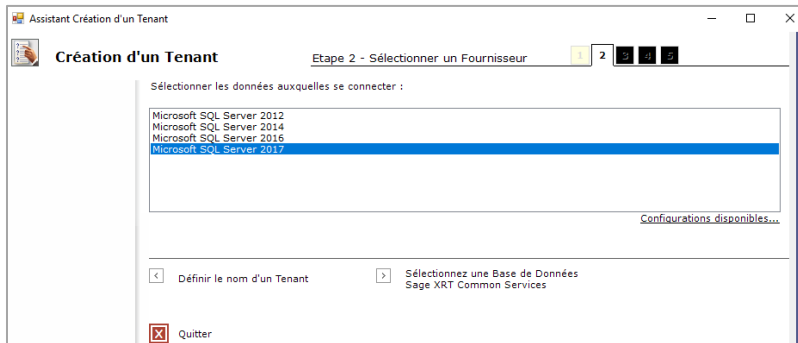 Assistant Création d'un Tenant
Création d'un Tenant
Etape 2 - Sélectionner un Fournisseur
1 2 3 4 5
Sélectionner les données auxquelles se connecter :
Microsoft SQL Server 2012
Microsoft SQL Server 2014
Microsoft SQL Server 2016
Microsoft SQL Server 2017
Configurations disponibles...
< Définir le nom d'un Tenant
> Sélectionnez une Base de Données
Sage XRT Common Services
X Quitter